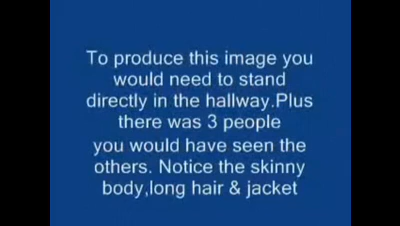 To produce this image you
would need to stand
directly in the hallway.Plus
there was 3 people
you would have seen the
others. Notice the skinny
body,long hair & jacket